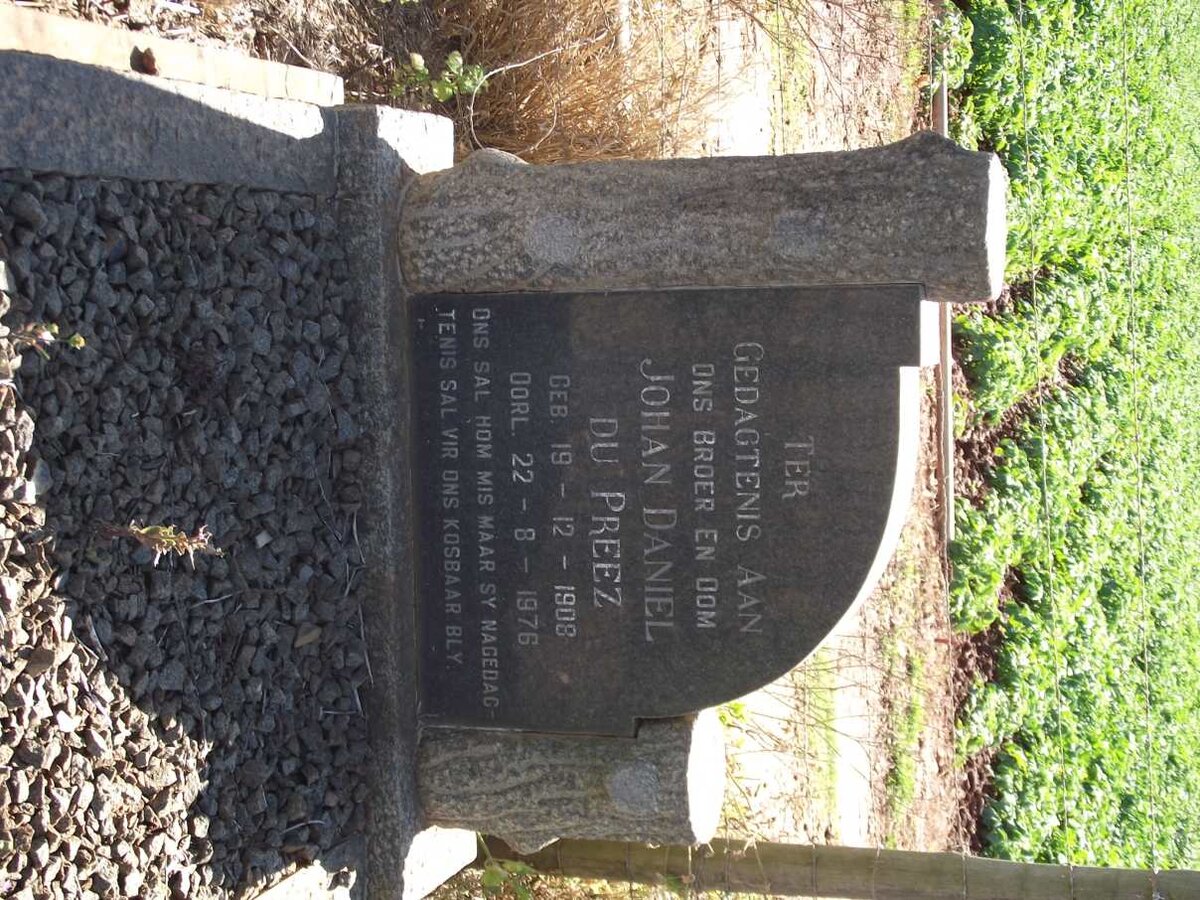 TER
GEDAGTENIS AAN
ONS BROER EN OOM
JOHAN DANIEL
DU PREEZ
GEB. 19 – 12 – 1908
OORL. 22 – 8 – 1976
ONS SAL HOM MIS MAAR SY NAGEDAG-
TENIS SAL VIR ONS KOSBAAR BLY.